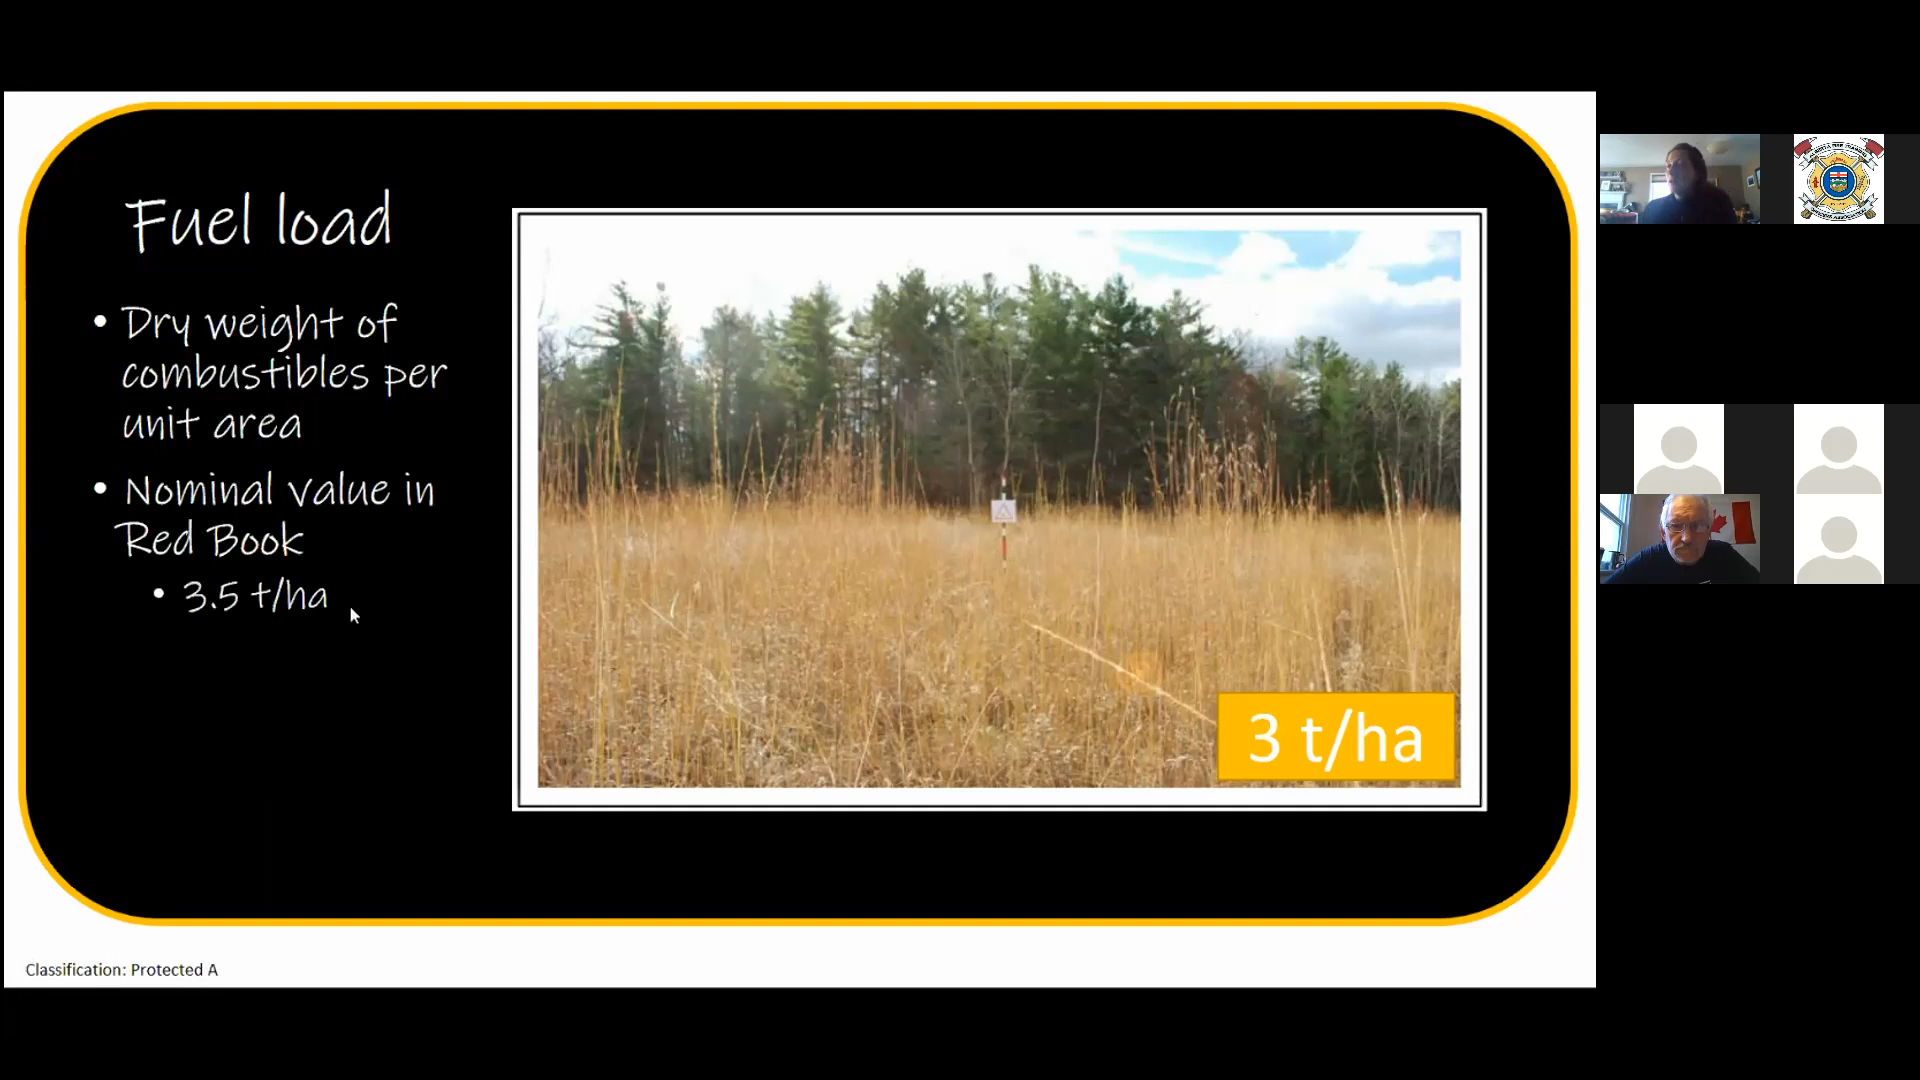 Fuel load
• Dry weight of
combustibles per
unit area
• Nominal value in
Red Book
• 3.5 t/ha
3 t/ha
Classification: Protected A